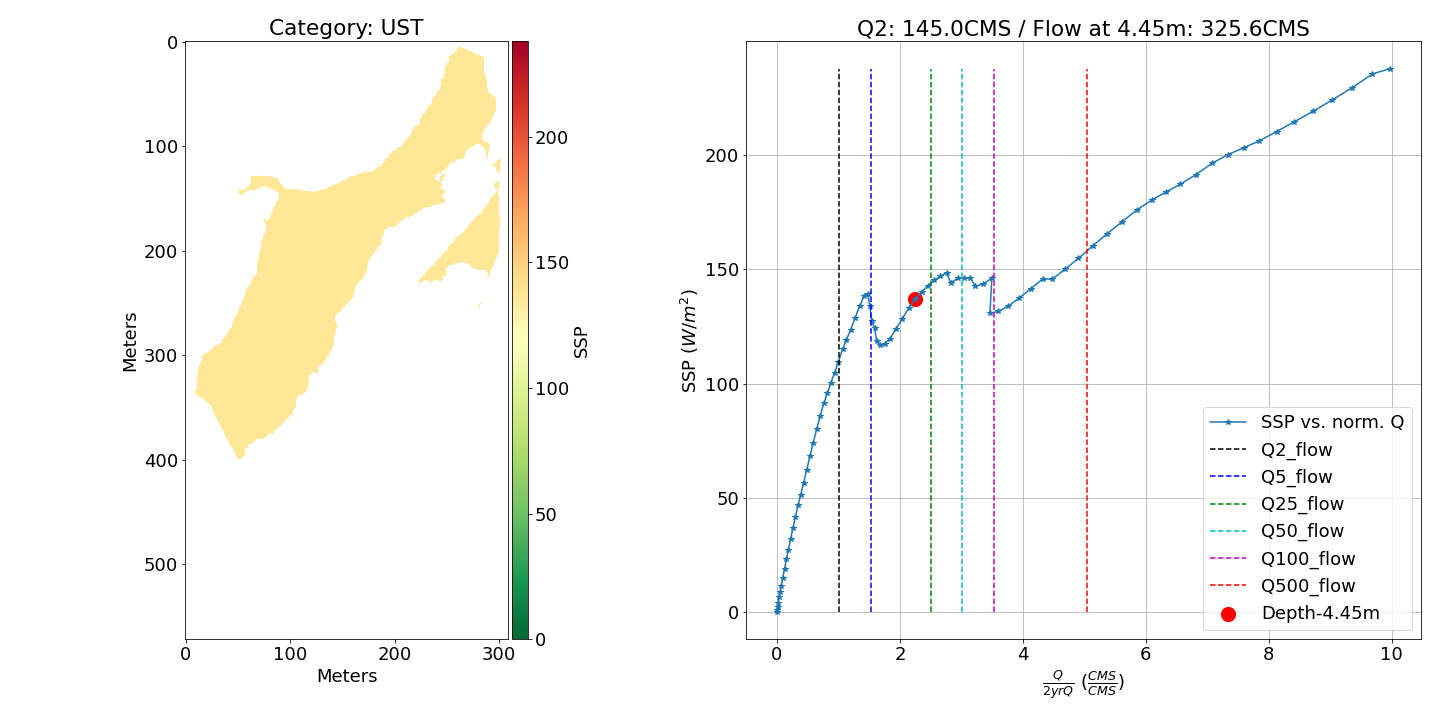 Category: UST
0
100
200
300
400
500
Meters
0
100
200
300
Meters
200
150
100
50
0
SSP
Q2: 145.0CMS / Flow at 4.45m: 325.6CMS
200
150
100
50
0
SSP (W/m²)
0
2
4
6
8
10
Q/2yrQ (CMS/CMS)
SSP vs. norm. Q
Q2_flow
Q5_flow
Q25_flow
Q50_flow
Q100_flow
Q500_flow
Depth-4.45m